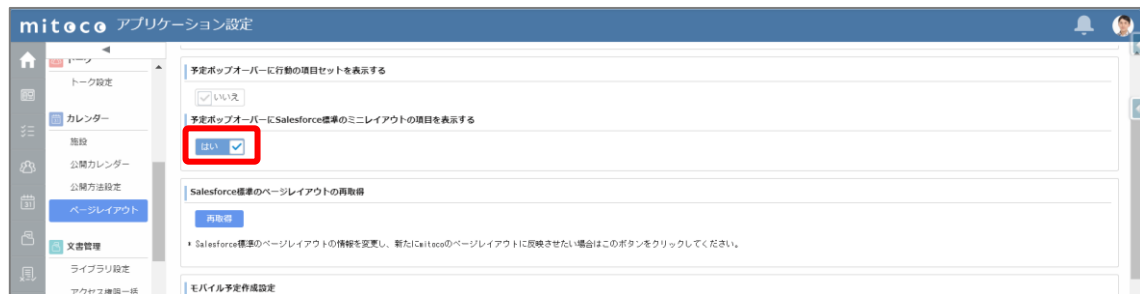 mitoco アプリケーション設定
トーク
トーク設定
カレンダー
施設
公開カレンダー
公開方法設定
ページレイアウト
文書管理
ライブラリ設定
アクセス権限一括
予定ポップオーバーに行動の項目セットを表示する
いいえ
予定ポップオーバーにSalesforce標準のミニレイアウトの項目を表示する
はい
Salesforce標準のページレイアウトの再取得
再取得
* Salesforce標準のページレイアウトの情報を変更し、新たにmitocoのページレイアウトに反映させたい場合はこのボタンをクリックしてください。
モバイル予定作成設定